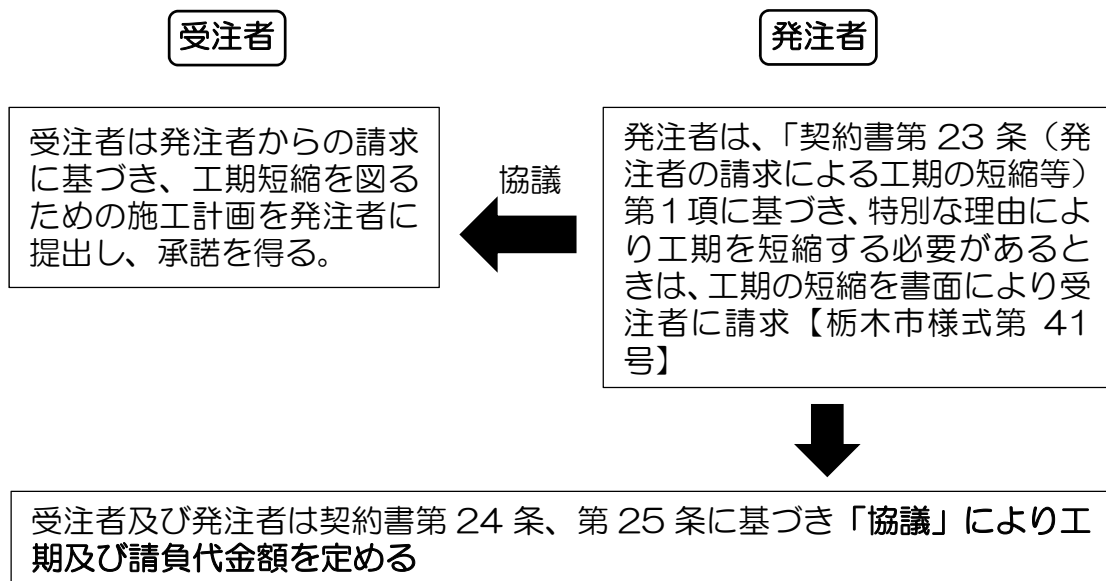 受注者
発注者
受注者は発注者からの請求
に基づき、工期短縮を図る
ための施工計画を発注者に
提出し、承諾を得る。
協議
発注者は、「契約書第 23 条（発
注者の請求による工期の短縮等）
第１項に基づき、特別な理由によ
り工期を短縮する必要があると
きは、工期の短縮を書面により受
注者に請求【栃木市様式第 41
号】
受注者及び発注者は契約書第 24 条、第 25 条に基づき「協議」により工
期及び請負代金額を定める